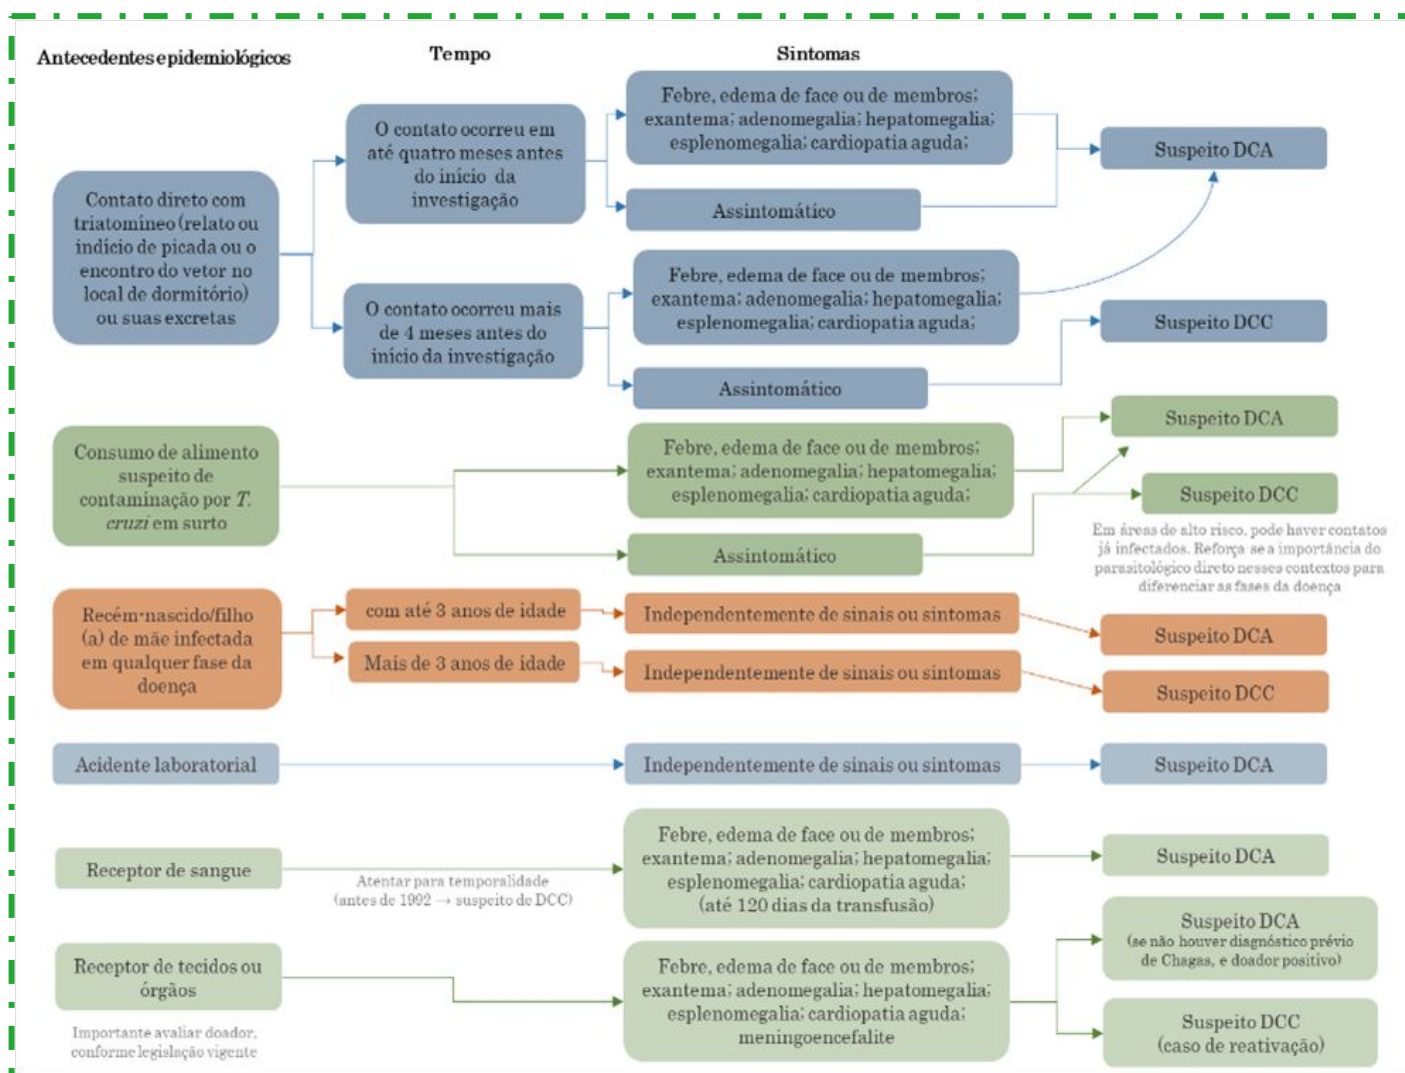 Antecedentes epidemiológicos
Tempo
Sintomas
Contato direto com
triatomíneo (relato ou
indício de picada ou o
encontro do vetor no
local de dormitório)
ou suas excretas
O contato ocorreu em
até quatro meses antes
do início da
investigação
Febre, edema de face ou de membros;
exantema; adenomegalia; hepatomegalia;
esplenomegalia; cardiopatia aguda;
Assintomático
Suspeito DCA
O contato ocorreu mais
de 4 meses antes do
início da investigação
Febre, edema de face ou de membros;
exantema; adenomegalia; hepatomegalia;
esplenomegalia; cardiopatia aguda;
Assintomático
Suspeito DCC
Consumo de alimento
suspeito de
contaminação por T.
cruzi em surto
Febre, edema de face ou de membros;
exantema; adenomegalia; hepatomegalia;
esplenomegalia; cardiopatia aguda;
Assintomático
Suspeito DCA
Suspeito DCC
Em áreas de alto risco, pode haver contatos
já infectados. Reforça se a importância do
parasitológico direto nesses contextos para
diferenciar as fases da doença
Recém-nascido/filho
(a) de mãe infectada
em qualquer fase da
doença
com até 3 anos de idade
Independentemente de sinais ou sintomas
Suspeito DCA
Mais de 3 anos de idade
Independentemente de sinais ou sintomas
Suspeito DCC
Acidente laboratorial
Independentemente de sinais ou sintomas
Suspeito DCA
Receptor de sangue
Atentar para temporalidade
(antes de 1992 → suspeito de DCC)
Febre, edema de face ou de membros;
exantema; adenomegalia; hepatomegalia;
esplenomegalia; cardiopatia aguda;
(até 120 dias da transfusão)
Suspeito DCA
Receptor de tecidos ou
órgãos
Importante avaliar doador,
conforme legislação vigente
Febre, edema de face ou de membros;
exantema; adenomegalia; hepatomegalia;
esplenomegalia; cardiopatia aguda;
meningoencefalite
Suspeito DCA
(se não houver diagnóstico prévio
de Chagas, e doador positivo)
Suspeito DCC
(caso de reativação)